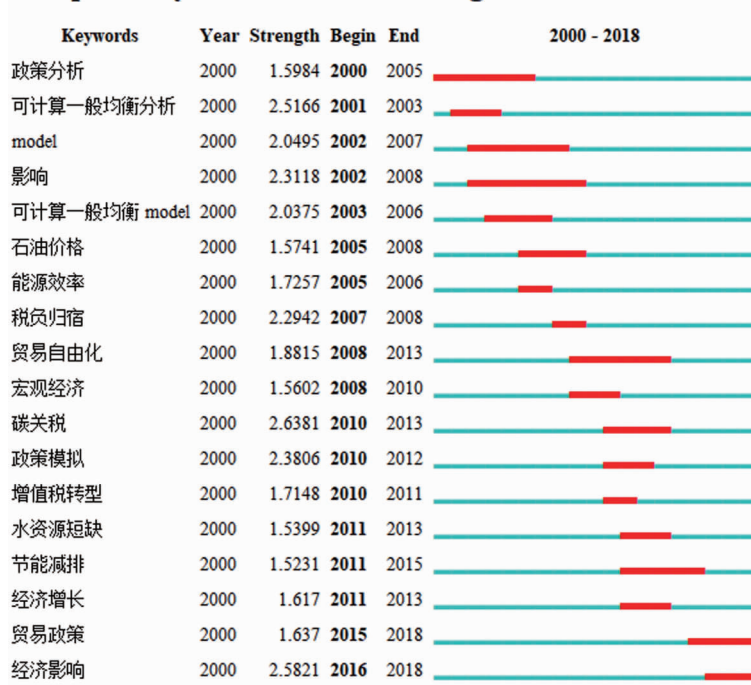 Keywords Year Strength Begin End 2000 - 2018
政策分析 2000 1.5984 2000 2005
可计算一般均衡分析 2000 2.5166 2001 2003
model 2000 2.0495 2002 2007
影响 2000 2.3118 2002 2008
可计算一般均衡 model 2000 2.0375 2003 2006
石油价格 2000 1.5741 2005 2008
能源效率 2000 1.7257 2005 2006
税负归宿 2000 2.2942 2007 2008
贸易自由化 2000 1.8815 2008 2013
宏观经济 2000 1.5602 2008 2010
碳关税 2000 2.6381 2010 2013
政策模拟 2000 2.3806 2010 2012
增值税转型 2000 1.7148 2010 2011
水资源短缺 2000 1.5399 2011 2013
节能减排 2000 1.5231 2011 2015
经济增长 2000 1.617 2011 2013
贸易政策 2000 1.637 2015 2018
经济影响 2000 2.5821 2016 2018